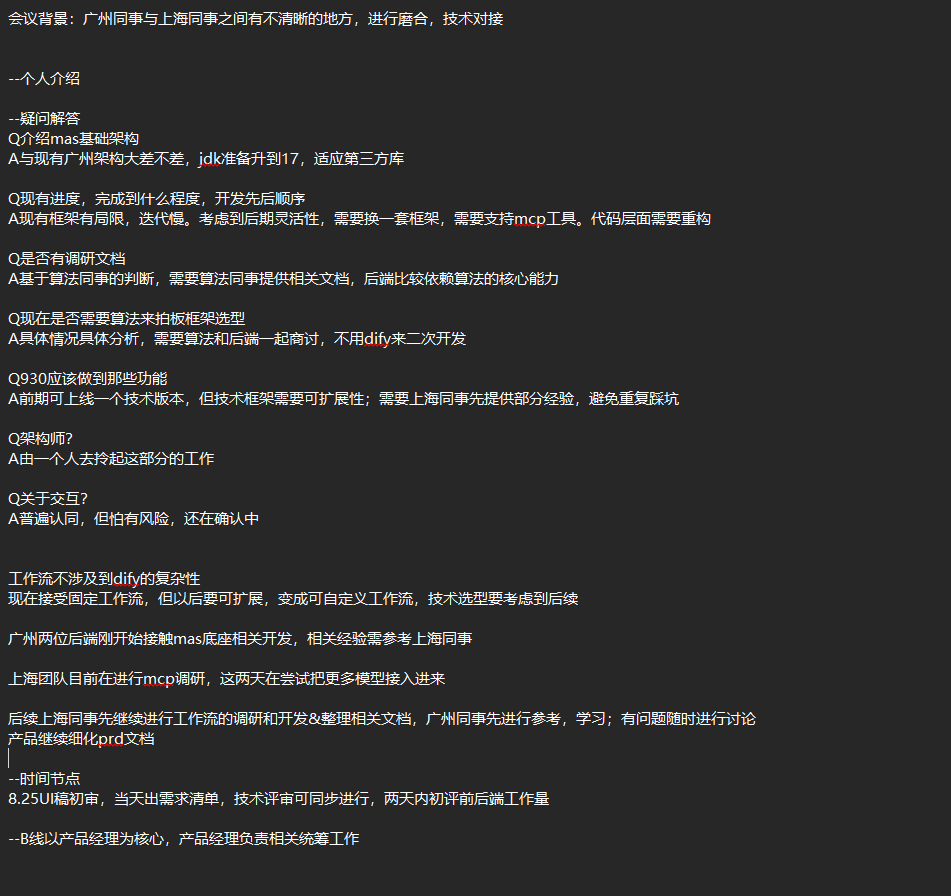 会议背景：广州同事与上海同事之间有不清晰的地方，进行磨合，技术对接
--个人介绍
--疑问解答
Q介绍mas基础架构
A与现有广州架构大差不差，jdk准备升到17，适应第三方库
Q现有进度，完成到什么程度，开发先后顺序
A现有框架有局限，迭代慢。考虑到后期灵活性，需要换一套框架，需要支持mcp工具。代码层面需要重构
Q是否有调研文档
A基于算法同事的判断，需要算法同事提供相关文档，后端比较依赖算法的核心能力
Q现在是否需要算法来拍板框架选型
A具体情况具体分析，需要算法和后端一起商讨，不用dify来二次开发
Q930应该做到那些功能
A前期可上线一个技术版本，但技术框架需要可扩展性；需要上海同事先提供部分经验，避免重复踩坑
Q架构师？
A由一个人去拎起这部分的工作
Q关于交互？
A普遍认同，但怕有风险，还在确认中
工作流不涉及到dify的复杂性
现在接受固定工作流，但以后要可扩展，变成可自定义工作流，技术选型要考虑到后续
广州两位后端刚开始接触mas底座相关开发，相关经验需参考上海同事
上海团队目前在进行mcp调研，这两天在尝试把更多模型接入进来
后续上海同事先继续进行工作流的调研和开发&整理相关文档，广州同事先进行参考，学习；有问题随时进行讨论
产品继续细化prd文档
--时间节点
8.25UI稿初审，当天出需求清单，技术评审可同步进行，两天内初评前后端工作量
--B线以产品经理为核心，产品经理负责相关统筹工作